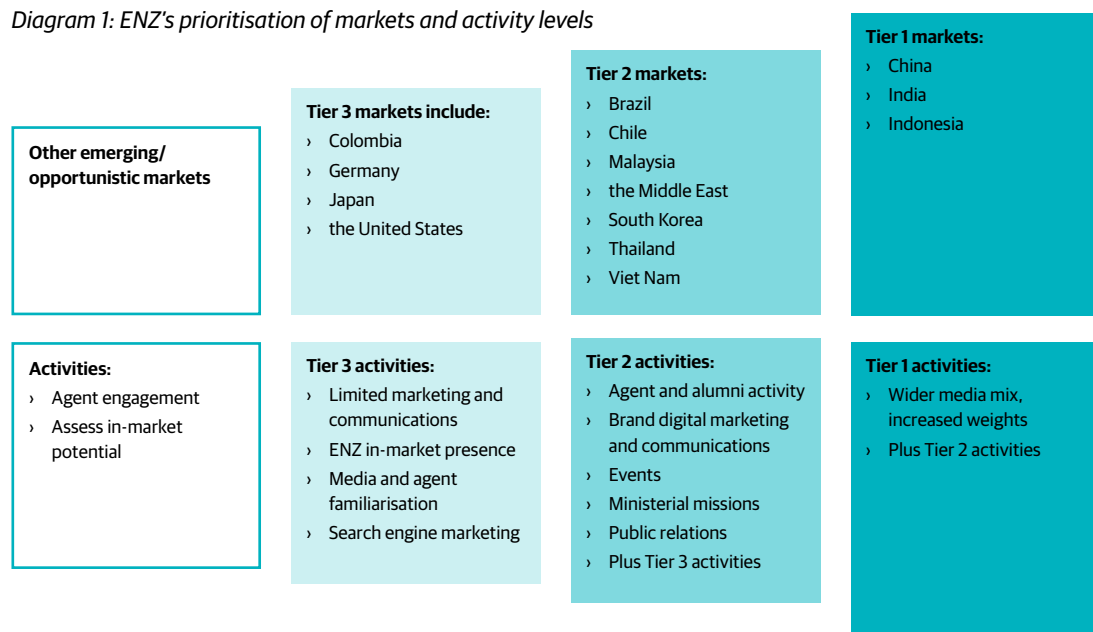 Diagram 1: ENZ's prioritisation of markets and activity levels
Other emerging/
opportunistic markets
Tier 3 markets include:
› Colombia
› Germany
› Japan
› the United States
Tier 2 markets:
› Brazil
› Chile
› Malaysia
› the Middle East
› South Korea
› Thailand
› Viet Nam
Tier 1 markets:
› China
› India
› Indonesia
Activities:
› Agent engagement
› Assess in-market
potential
Tier 3 activities:
› Limited marketing and
communications
› ENZ in-market presence
› Media and agent
familiarisation
› Search engine marketing
Tier 2 activities:
› Agent and alumni activity
› Brand digital marketing
and communications
› Events
› Ministerial missions
› Public relations
› Plus Tier 3 activities
Tier 1 activities:
› Wider media mix,
increased weights
› Plus Tier 2 activities